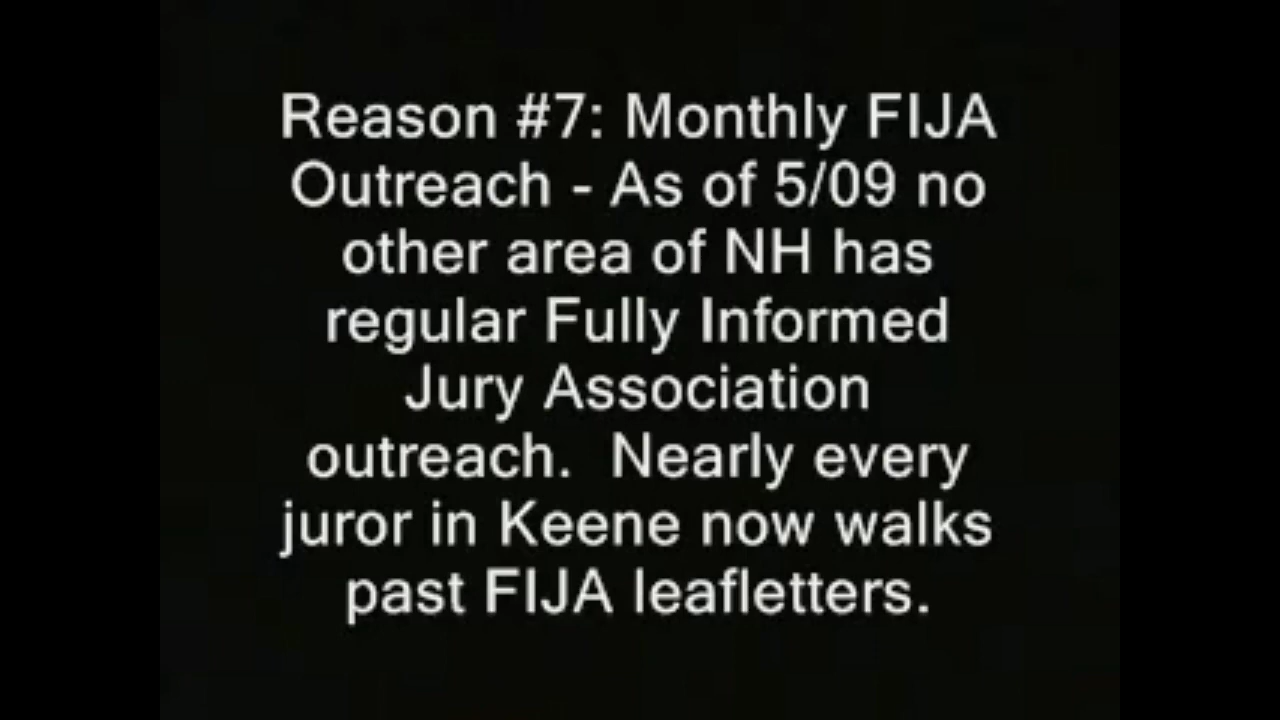 Reason #7: Monthly FIJA
Outreach - As of 5/09 no
other area of NH has
regular Fully Informed
Jury Association
outreach.  Nearly every
juror in Keene now walks
past FIJA leafletters.